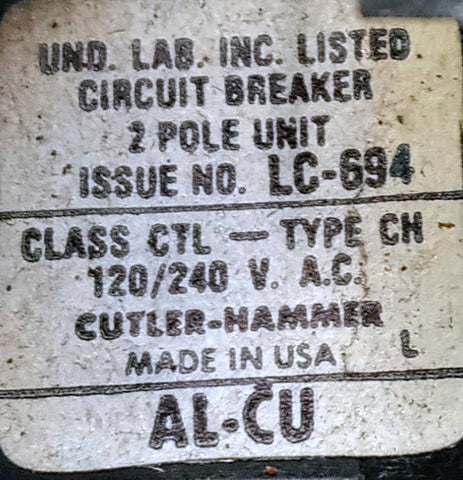 UND. LAB. INC. LISTED
CIRCUIT BREAKER
2 POLE UNIT
ISSUE NO. LC-694
CLASS CTL — TYPE CH
120/240 V. A.C.
CUTLER-HAMMER
MADE IN USA L
AL-CU